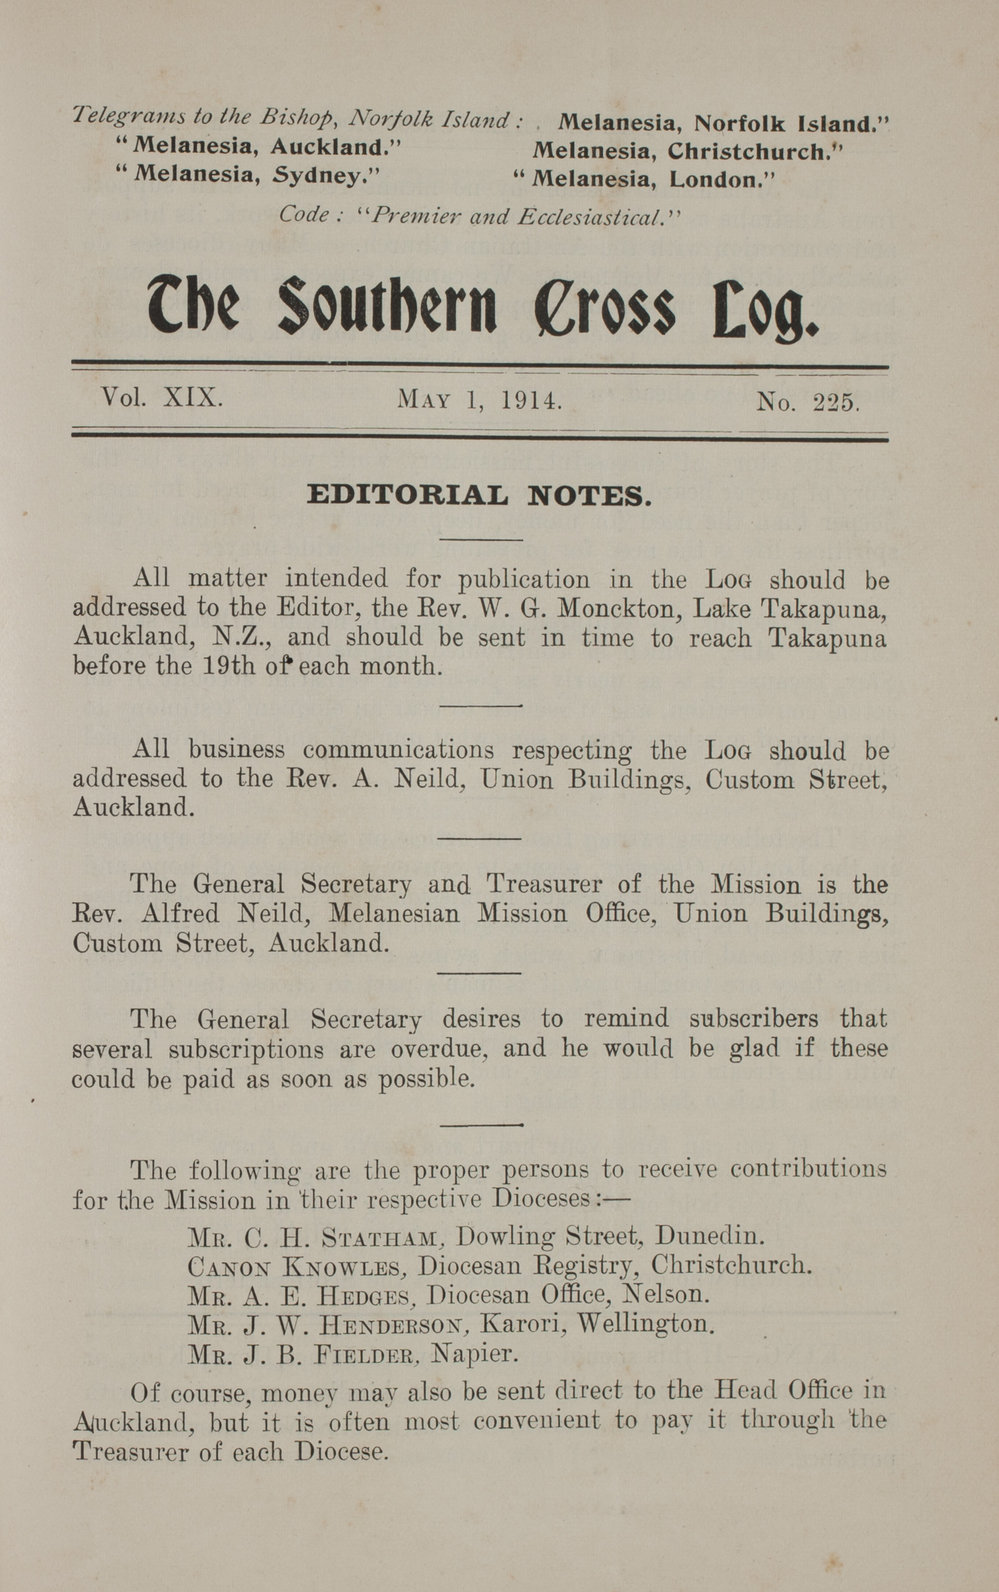 Telegrams to the Bishop, Norfolk Island: Melanesia, Norfolk Island."
"Melanesia, Auckland." Melanesia, Christchurch."
"Melanesia, Sydney." "Melanesia, London."
Code: "Premier and Ecclesiastical."
The Southern Cross Log.
Vol. XIX. May 1, 1914. No. 225.
EDITORIAL NOTES.
All matter intended for publication in the Log should be
addressed to the Editor, the Rev. W. G. Monckton, Lake Takapuna,
Auckland, N.Z., and should be sent in time to reach Takapuna
before the 19th of each month.
All business communications respecting the Log should be
addressed to the Rev. A. Neild, Union Buildings, Custom Street,
Auckland.
The General Secretary and Treasurer of the Mission is the
Rev. Alfred Neild, Melanesian Mission Office, Union Buildings,
Custom Street, Auckland.
The General Secretary desires to remind subscribers that
several subscriptions are overdue, and he would be glad if these
could be paid as soon as possible.
The following are the proper persons to receive contributions
for the Mission in their respective Dioceses:—
Mr. C. H. Statham, Dowling Street, Dunedin.
Canon Knowles, Diocesan Registry, Christchurch.
Mr. A. E. Hedges, Diocesan Office, Nelson.
Mr. J. W. Henderson, Karori, Wellington.
Mr. J. B. Fielder, Napier.
Of course, money may also be sent direct to the Head Office in
Auckland, but it is often most convenient to pay it through the
Treasurer of each Diocese.